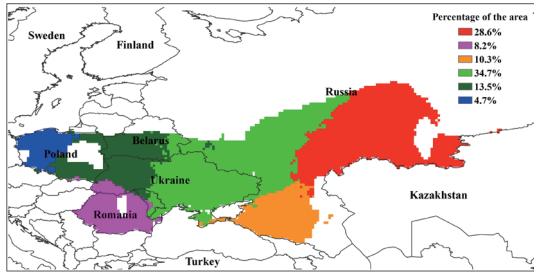 Percentage of the area
Sweden
Finland
28.6%
8.2%
10.3%
34.7%
13.5%
4.7%
Russia
Belarus
Poland
Ukraine
Kazakhstan
Romania
Turkey